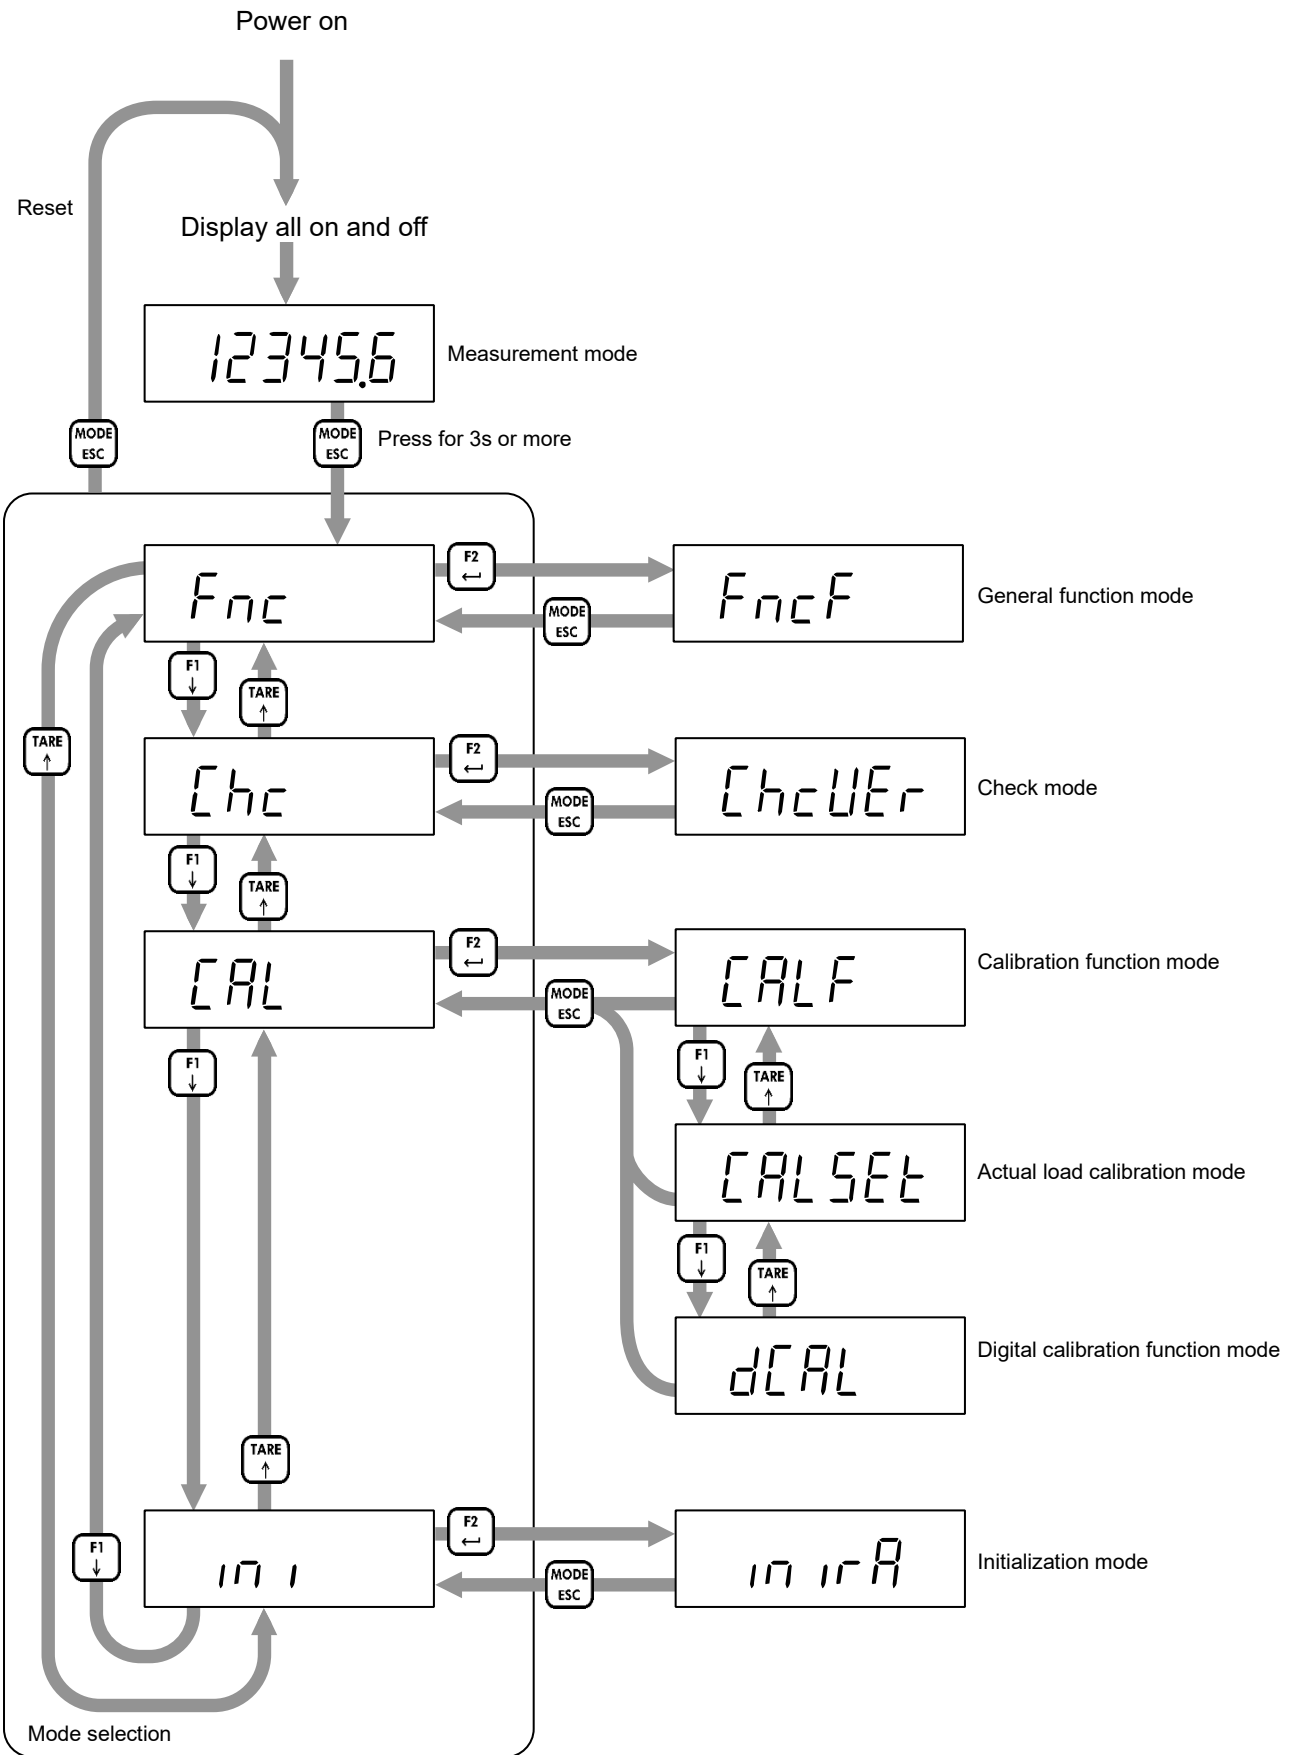 Power on
Reset
Display all on and off
12345.6
Measurement mode
MODE
ESC
MODE
ESC
Press for 3s or more
Fnc
F2
←
MODE
ESC
FncF
General function mode
F1
↓
TARE
↑
TARE
↑
Chc
F2
←
MODE
ESC
ChcVEr
Check mode
F1
↓
TARE
↑
CAL
F2
←
MODE
ESC
CALF
Calibration function mode
F1
↓
F1
↓
TARE
↑
CALSEt
Actual load calibration mode
F1
↓
TARE
↑
dCAL
Digital calibration function mode
TARE
↑
F1
↓
ini
F2
←
MODE
ESC
inirA
Initialization mode
Mode selection